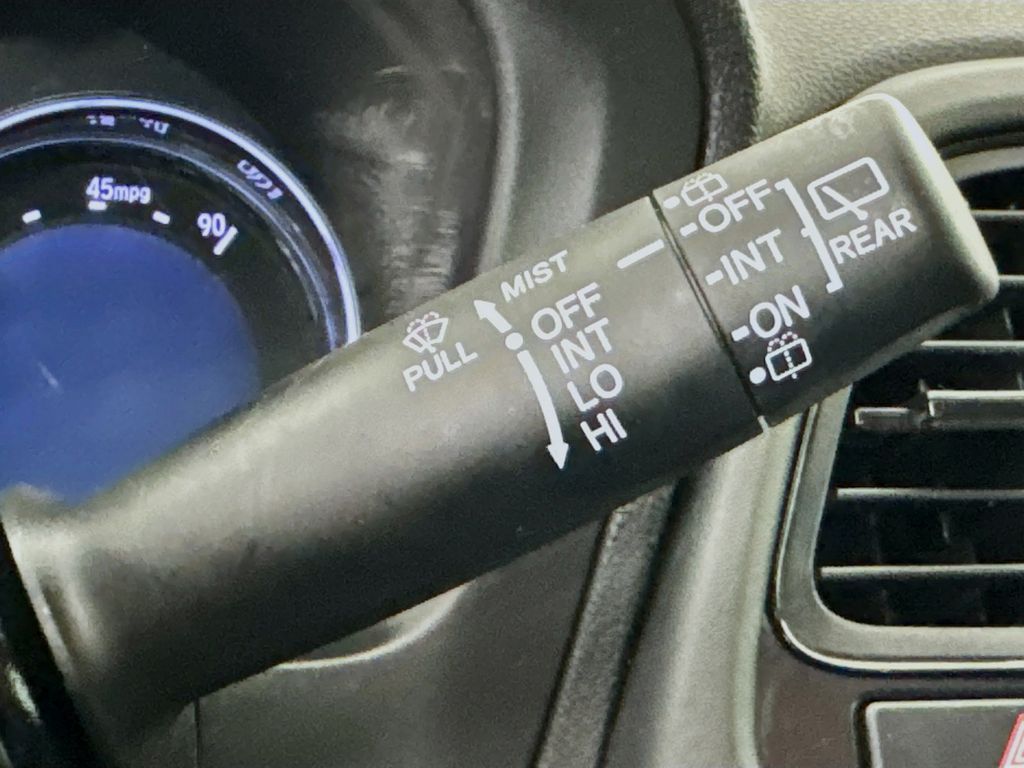 45mpg
90
MIST
OFF
INT
LO
HI
PULL
-OFF
-INT
-ON
REAR